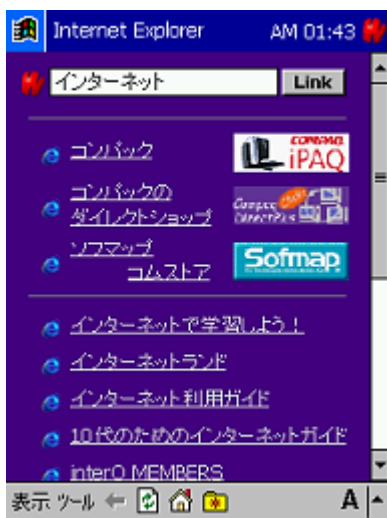 Internet Explorer AM 01:43
インターネット Link
コンパック
COMPAQ
iPAQ
コンパックの
ダイレクトショップ
Compaq
DirectPlus
ソフマップ
コムストア
Sofmap
インターネットで学習しよう！
インターネットランド
インターネット利用ガイド
10代のためのインターネットガイド
interQ MEMBERS
表示 ツール A